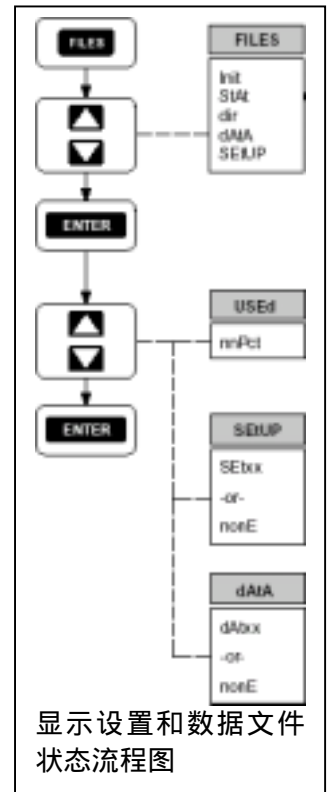 FILES
FILES
Init
StAt
dir
dAtA
SEtUP
ENTER
USEd
nnPct
ENTER
SEtUP
SEtxx
-or-
nonE
dAtA
dAtxx
-or-
nonE
显示设置和数据文件
状态流程图